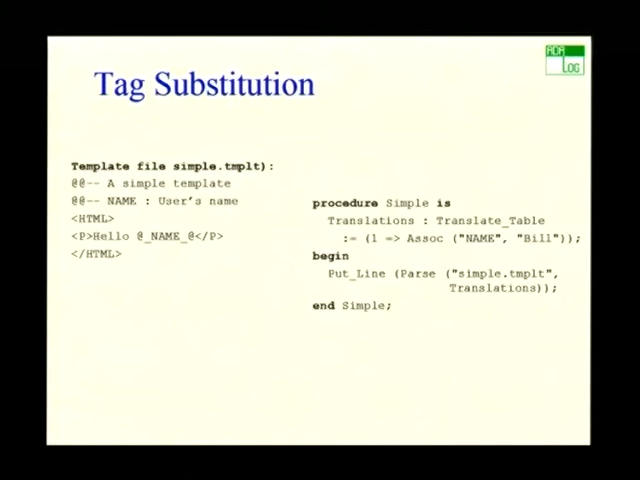 ADA
LOG
Tag Substitution
Template file simple.tmplt):
@@-- A simple template
@@-- NAME : User's name
<HTML>
<P>Hello @_NAME_@</P>
</HTML>
procedure Simple is
Translations : Translate_Table
:= (1 => Assoc ("NAME", "Bill"));
begin
Put_Line (Parse ("simple.tmplt",
Translations));
end Simple;